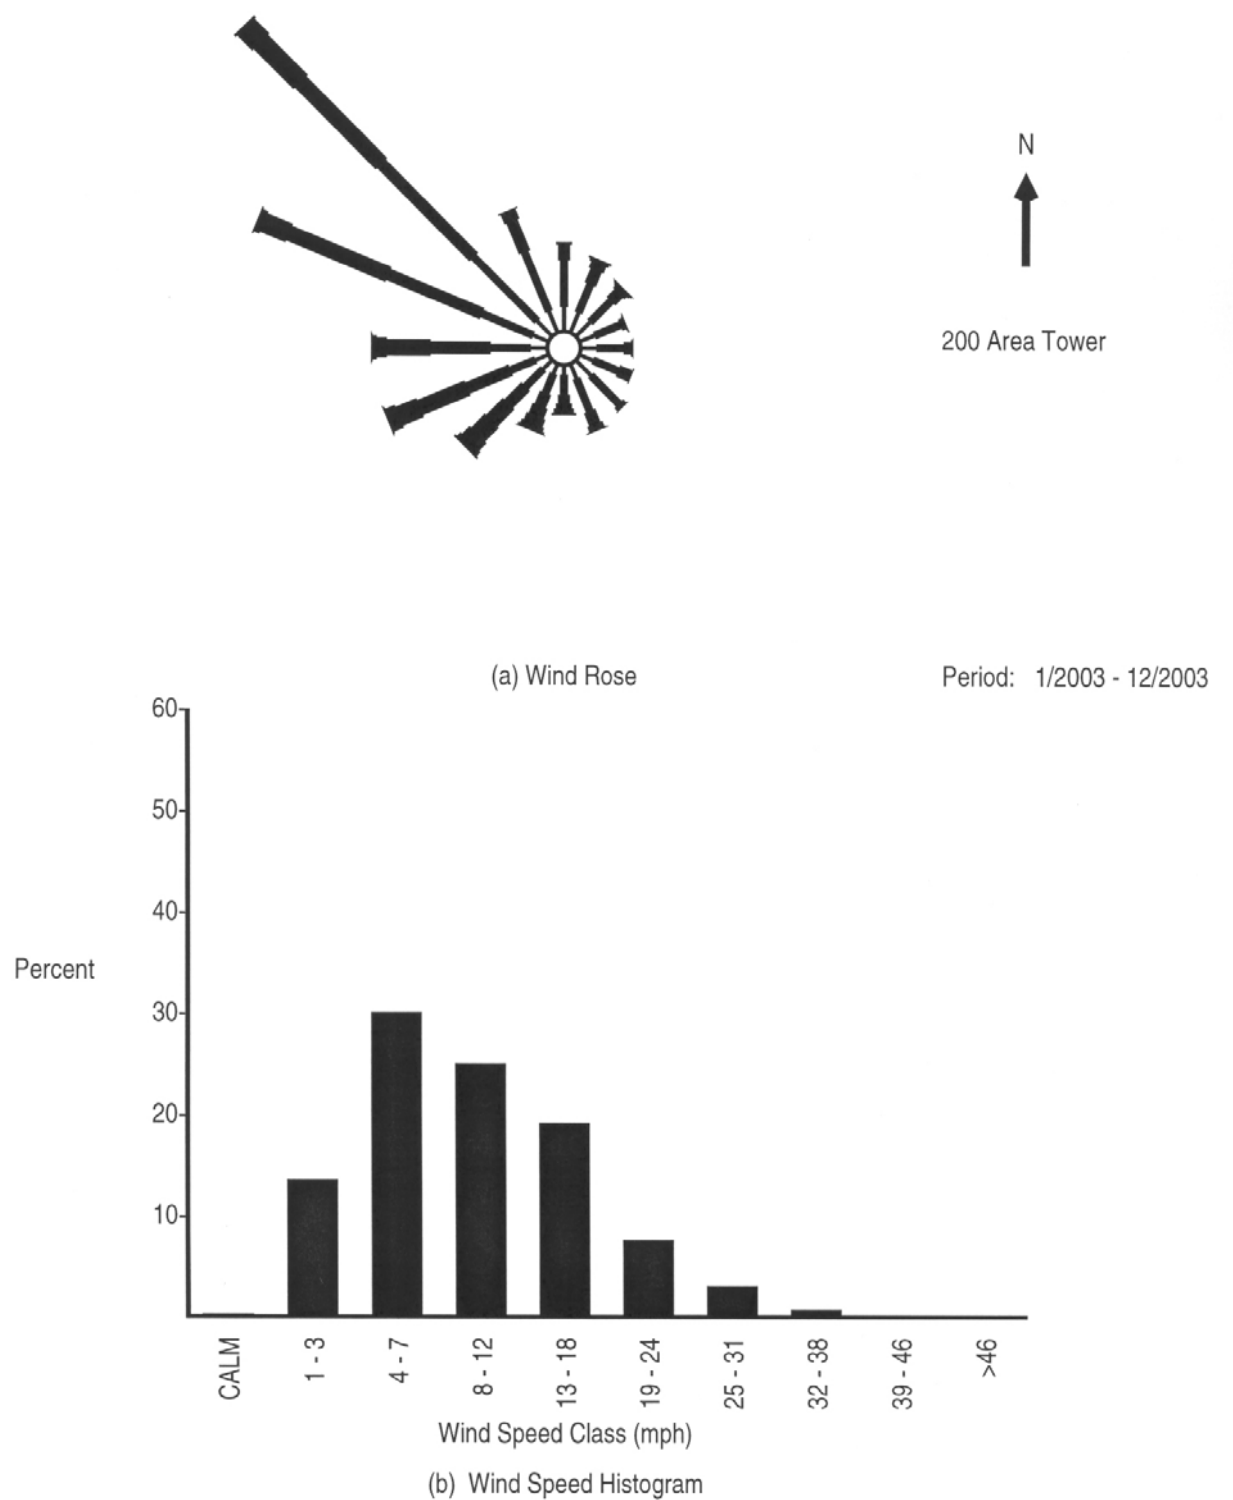 N
200 Area Tower
(a) Wind Rose
Period: 1/2003 - 12/2003
60
50
40
30
20
10
Percent
CALM
1 - 3
4 - 7
8 - 12
13 - 18
19 - 24
25 - 31
32 - 38
39 - 46
>46
Wind Speed Class (mph)
(b) Wind Speed Histogram